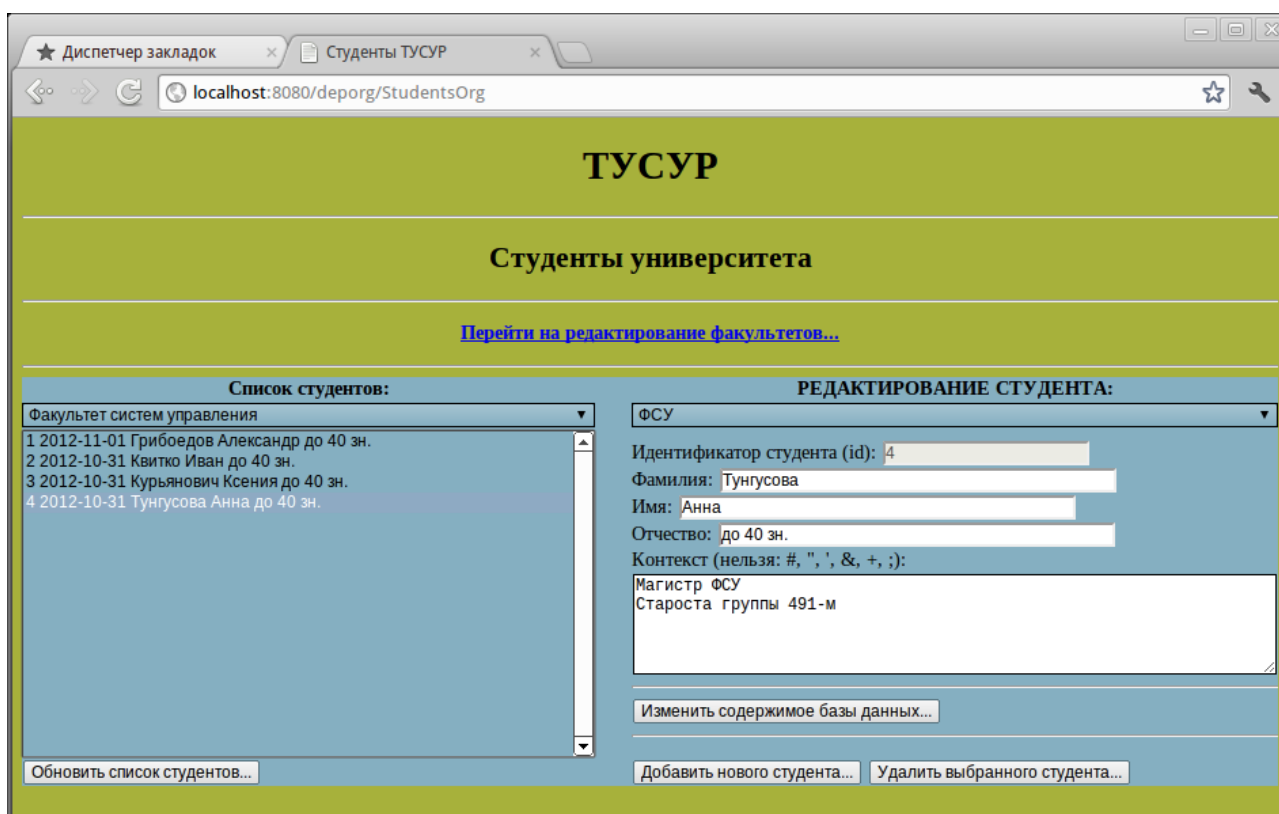 Диспетчер закладок
Студенты ТУСУР
localhost:8080/deporg/StudentsOrg
ТУСУР
Студенты университета
Перейти на редактирование факультетов...
Список студентов:
Факультет систем управления
1 2012-11-01 Грибоедов Александр до 40 зн.
2 2012-10-31 Квитко Иван до 40 зн.
3 2012-10-31 Курьянович Ксения до 40 зн.
4 2012-10-31 Тунгусова Анна до 40 зн.
Обновить список студентов...
РЕДАКТИРОВАНИЕ СТУДЕНТА:
ФСУ
Идентификатор студента (id): 4
Фамилия: Тунгусова
Имя: Анна
Отчество: до 40 зн.
Контекст (нельзя: #, ", ', &, +, ;):
Магистр ФСУ
Староста группы 491-м
Изменить содержимое базы данных...
Добавить нового студента... Удалить выбранного студента...